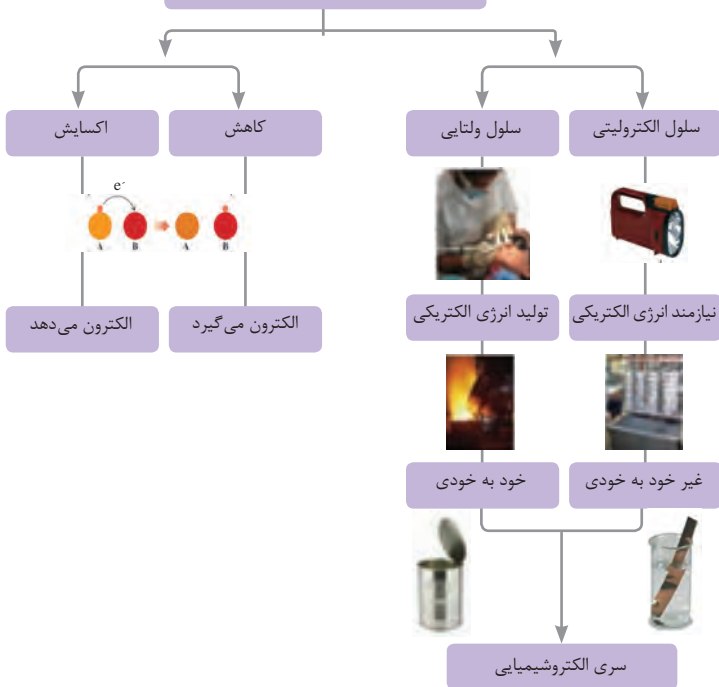 اکسایش
کاهش
سلول ولتایی
سلول الکترولیتی
e-
A B A B
الکترون می‌دهد
الکترون می‌گیرد
تولید انرژی الکتریکی
نیازمند انرژی الکتریکی
خود به خودی
غیر خود به خودی
سری الکتروشیمیایی